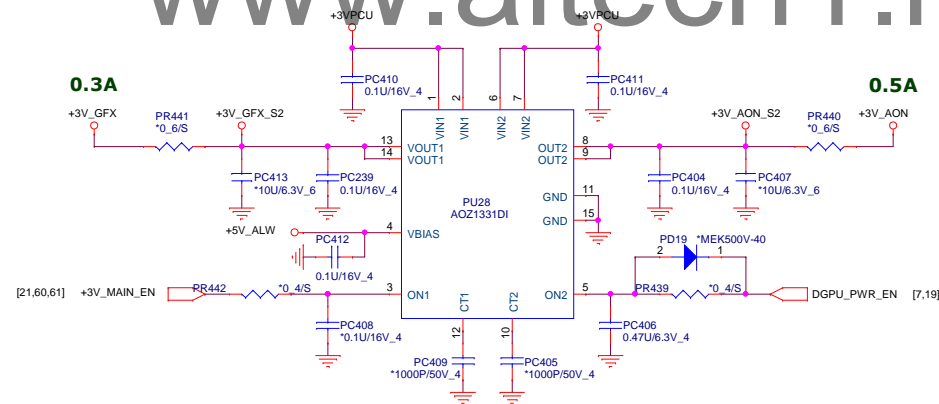 www.aitech1.
+3VPCU
+3VPCU
0.3A
PC410
0.1U/16V_4
PC411
0.1U/16V_4
0.5A
+3V_GFX
PR441
*0_6/S
+3V_GFX_S2
1
2
6
7
VIN1
VIN1
VIN2
VIN2
+3V_AON_S2
PR440
*0_6/S
+3V_AON
13
VOUT1
14
VOUT1
8
OUT2
9
OUT2
PC413
*10U/6.3V_6
PC239
0.1U/16V_4
PC404
0.1U/16V_4
PC407
*10U/6.3V_6
PU28
AOZ1331DI
11
GND
15
GND
+5V_ALW
4
VBIAS
PC412
0.1U/16V_4
PD19
*MEK500V-40
2
1
[21,60,61]
+3V_MAIN_EN
PR442
*0_4/S
3
ON1
CT1
CT2
ON2
5
PR439
*0_4/S
DGPU_PWR_EN
[7,19]
PC408
*0.1U/16V_4
12
10
PC406
0.47U/6.3V_4
PC409
*1000P/50V_4
PC405
*1000P/50V_4